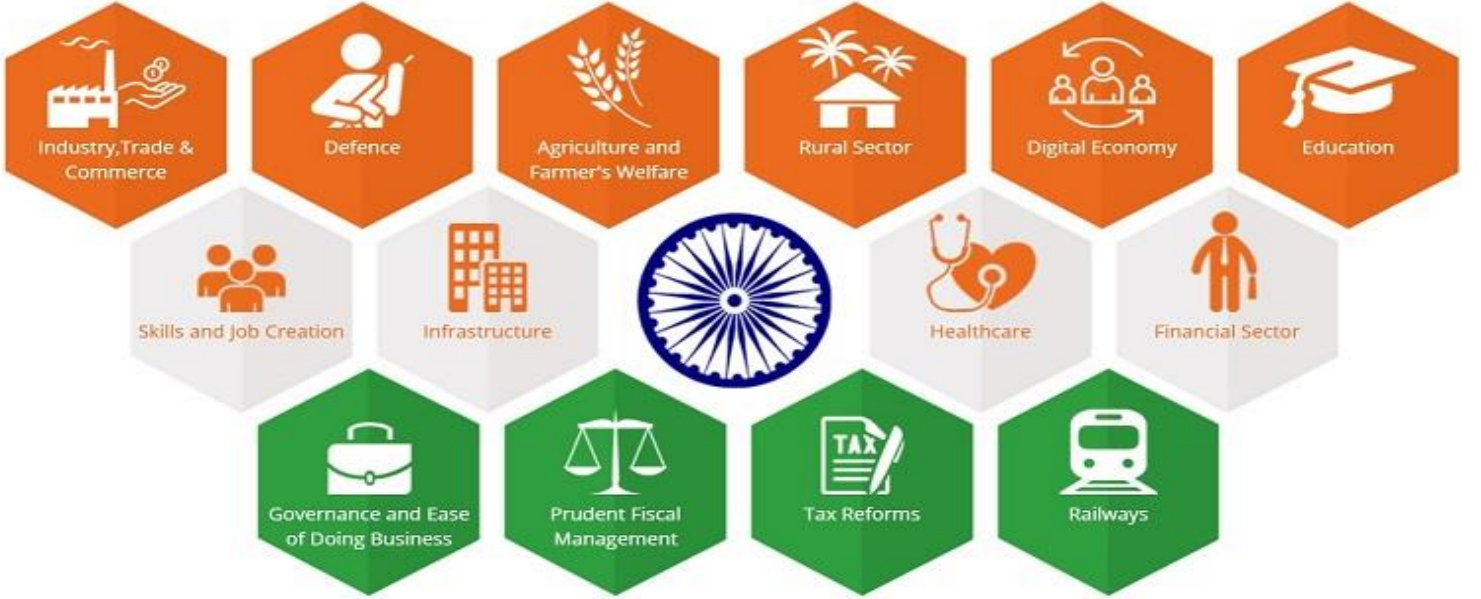 Industry,Trade &
Commerce
Defence
Agriculture and
Farmer's Welfare
Rural Sector
Digital Economy
Education
Skills and Job Creation
Infrastructure
Healthcare
Financial Sector
Governance and Ease
of Doing Business
Prudent Fiscal
Management
TAX
Tax Reforms
Railways